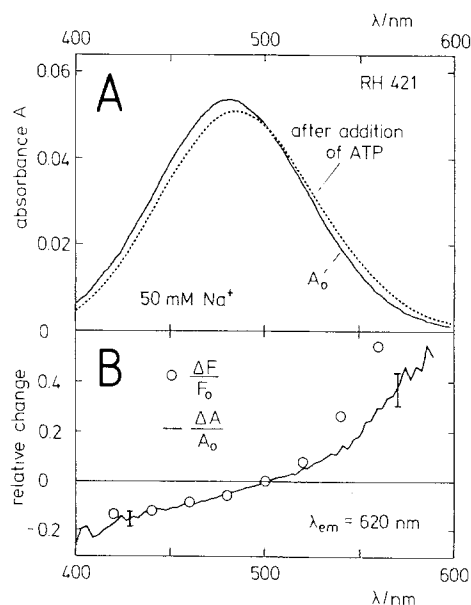 λ/nm
400 500 600
0.06
A
RH 421
absorbance A
0.04
after addition
of ATP
0.02
50 mM Na⁺
A₀
0
B
ΔF
F₀
0.4
ΔA
A₀
relative change
0.2
0
λem = 620 nm
-0.2
400 500 600
λ/nm